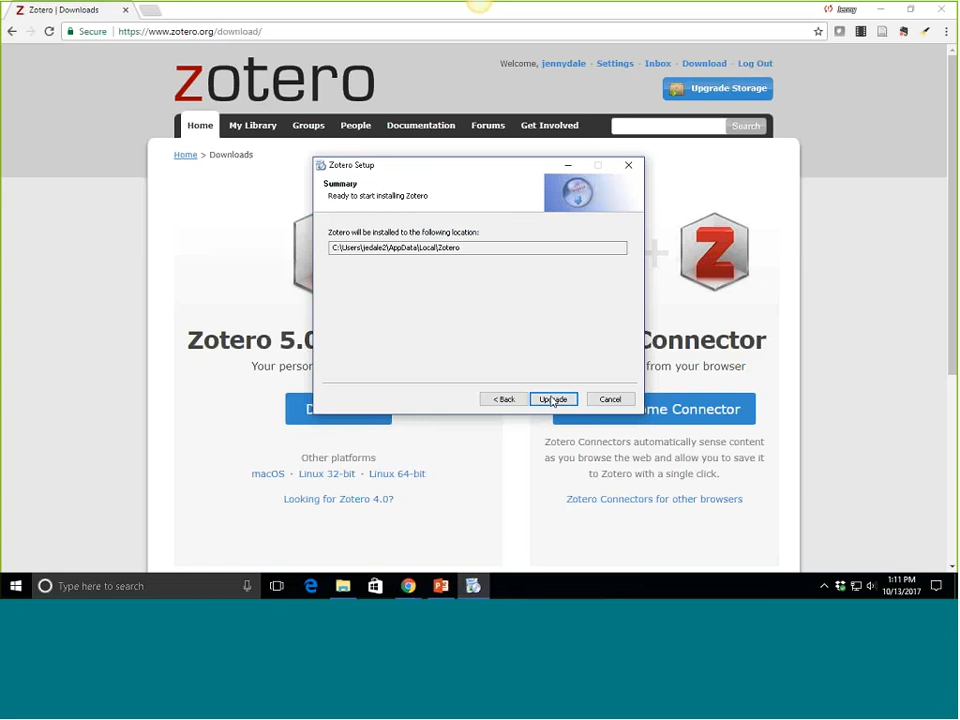 Zotero | Downloads
Jenny
Secure
https://www.zotero.org/download/
zotero
Welcome, jennydale · Settings · Inbox · Download · Log Out
Upgrade Storage
Home
My Library
Groups
People
Documentation
Forums
Get Involved
Search
Home > Downloads
Zotero Setup
Summary
Ready to start installing Zotero
Zotero will be installed to the following location:
C:\Users\jedale2\AppData\Local\Zotero
< Back
Upgrade
Cancel
Zotero 5.0
Connector
Your person
from your browser
D
me Connector
Other platforms
macOS · Linux 32-bit · Linux 64-bit
Looking for Zotero 4.0?
Zotero Connectors automatically sense content
as you browse the web and allow you to save it
to Zotero with a single click.
Zotero Connectors for other browsers
Type here to search
1:11 PM
10/13/2017